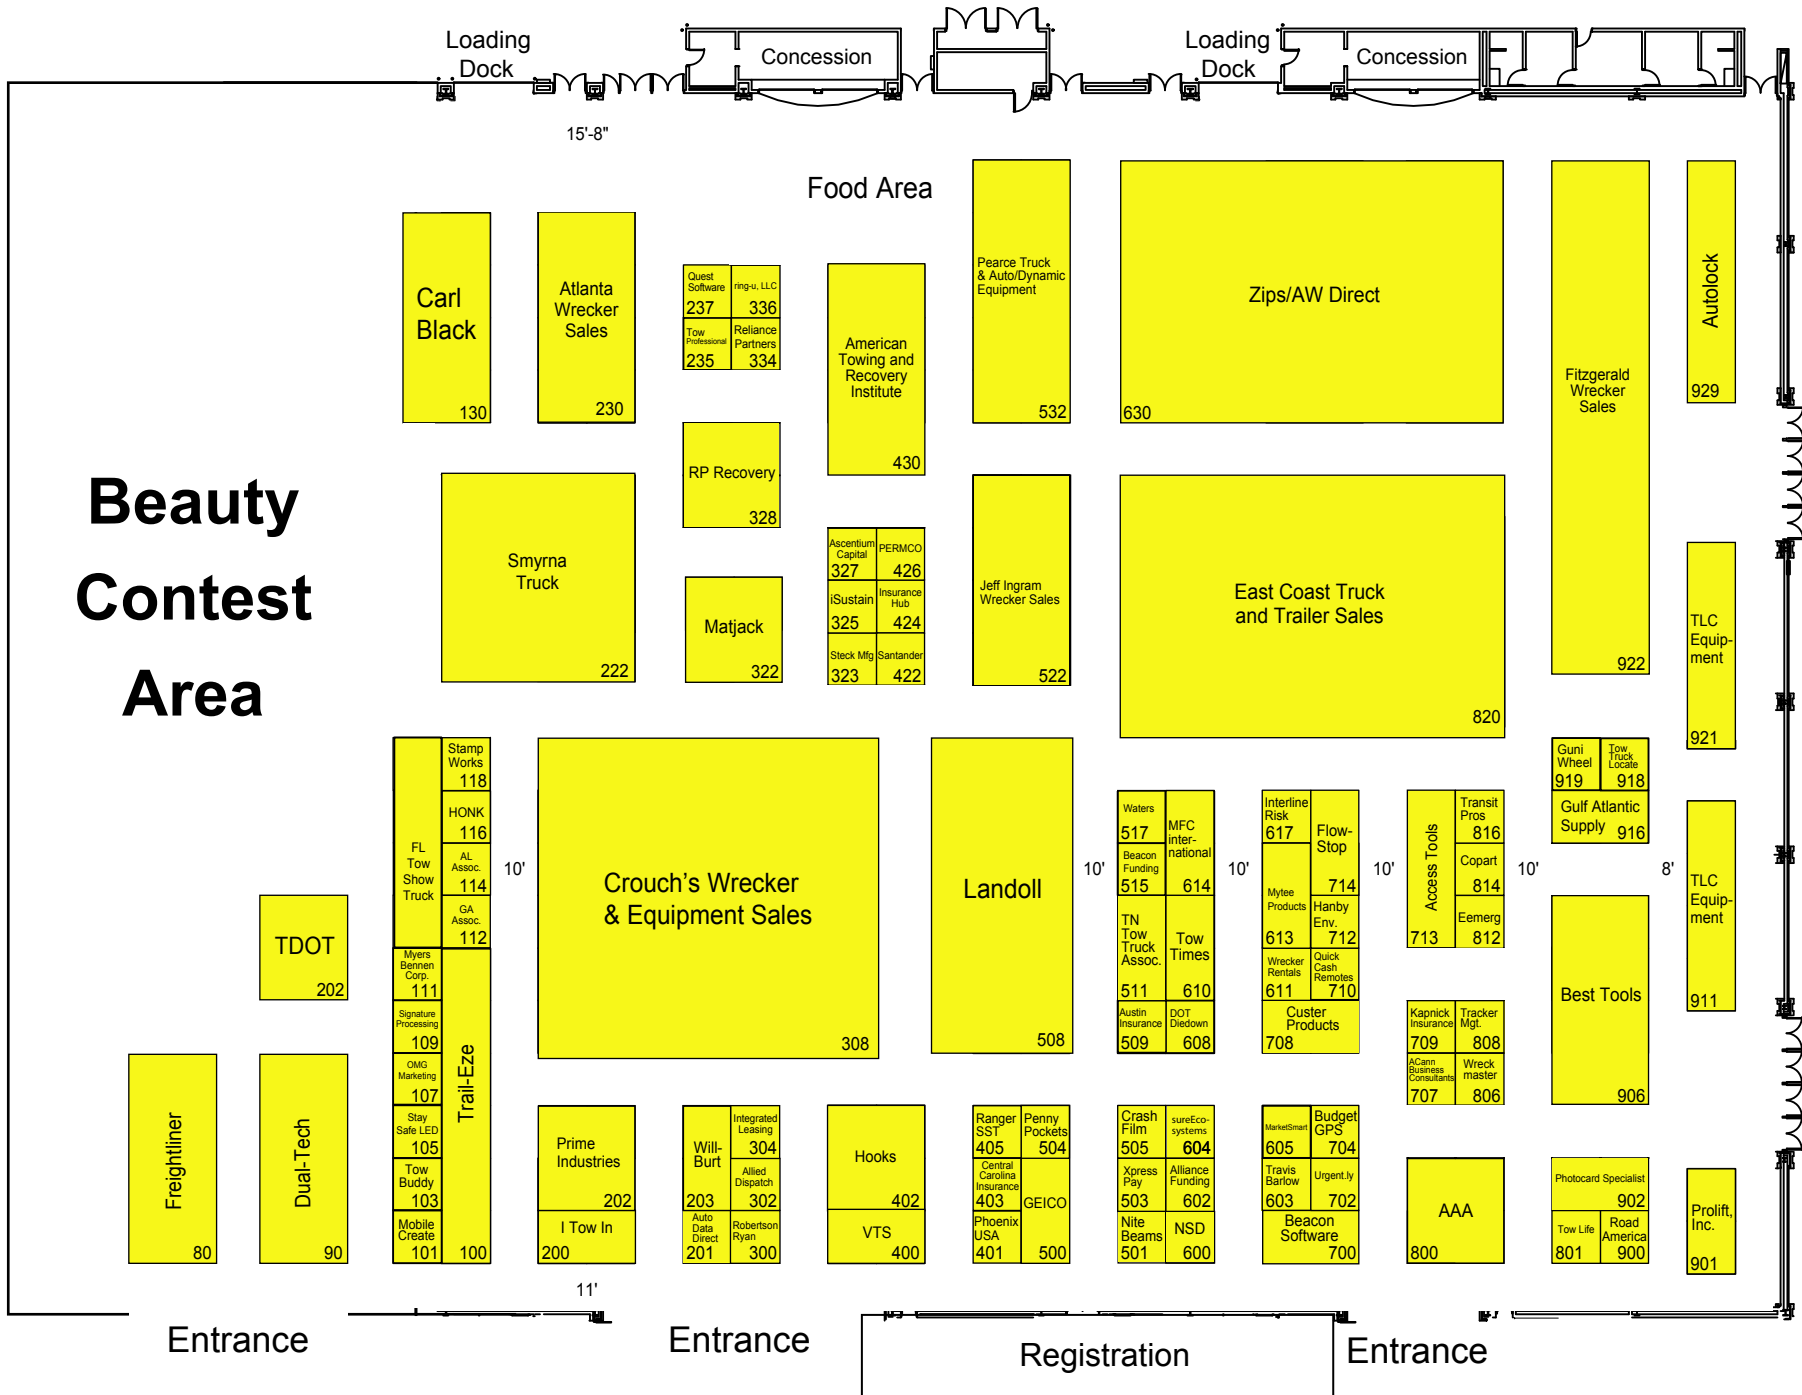 Loading
Dock
Concession
Loading
Dock
Concession
15'-8"
Food Area
Carl
Black
130
Atlanta
Wrecker
Sales
230
Quest
Software
237
ring-u, LLC
336
Tow
Professional
235
Reliance
Partners
334
American
Towing and
Recovery
Institute
430
Pearce Truck
& Auto/Dynamic
Equipment
532
Zips/AW Direct
630
Fitzgerald
Wrecker
Sales
922
Autolock
929
Beauty
Contest
Area
Smyrna
Truck
222
RP Recovery
328
Matjack
322
Ascentium
Capital
327
PERMCO
426
iSustain
325
Insurance
Hub
424
Steck Mfg
323
Santander
422
Jeff Ingram
Wrecker Sales
522
East Coast Truck
and Trailer Sales
820
TLC
Equip-
ment
921
FL
Tow
Show
Truck
Stamp
Works
118
HONK
116
AL
Assoc.
114
GA
Assoc.
112
10'
Crouch's Wrecker
& Equipment Sales
308
Landoll
508
10'
Waters
517
MFC
inter-
national
614
Beacon
Funding
515
TN
Tow
Truck
Assoc.
511
Tow
Times
610
Austin
Insurance
509
DOT
Diedown
608
10'
Interline
Risk
617
Flow-
Stop
714
Mytee
Products
613
Hanby
Env.
712
Wrecker
Rentals
611
Quick
Cash
Remotes
710
Custer
Products
708
10'
Access Tools
713
Transit
Pros
816
Copart
814
Eemerg
812
10'
Guni
Wheel
919
Tow
Truck
Locate
918
Gulf Atlantic
Supply
916
8'
TLC
Equip-
ment
911
Kapnick
Insurance
709
Tracker
Mgt.
808
ACann
Business
Consultants
707
Wreck
master
806
Best Tools
906
TDOT
202
Freightliner
80
Dual-Tech
90
Myers
Bennen
Corp.
111
Signature
Processing
109
OMG
Marketing
107
Stay
Safe LED
105
Tow
Buddy
103
Mobile
Create
101
Trail-Eze
100
Prime
Industries
202
I Tow In
200
Will-
Burt
203
Integrated
Leasing
304
Allied
Dispatch
302
Auto
Data
Direct
201
Robertson
Ryan
300
Hooks
402
VTS
400
Ranger
SST
405
Penny
Pockets
504
Central
Carolina
Insurance
403
GEICO
500
Phoenix
USA
401
Crash
Film
505
sureEco-
systems
604
Xpress
Pay
503
Alliance
Funding
602
Nite
Beams
501
NSD
600
MarketSmart
605
Budget
GPS
704
Travis
Barlow
603
Urgent.ly
702
Beacon
Software
700
AAA
800
Photocard Specialist
902
Tow Life
801
Road
America
900
Prolift,
Inc.
901
11'
Entrance
Entrance
Registration
Entrance